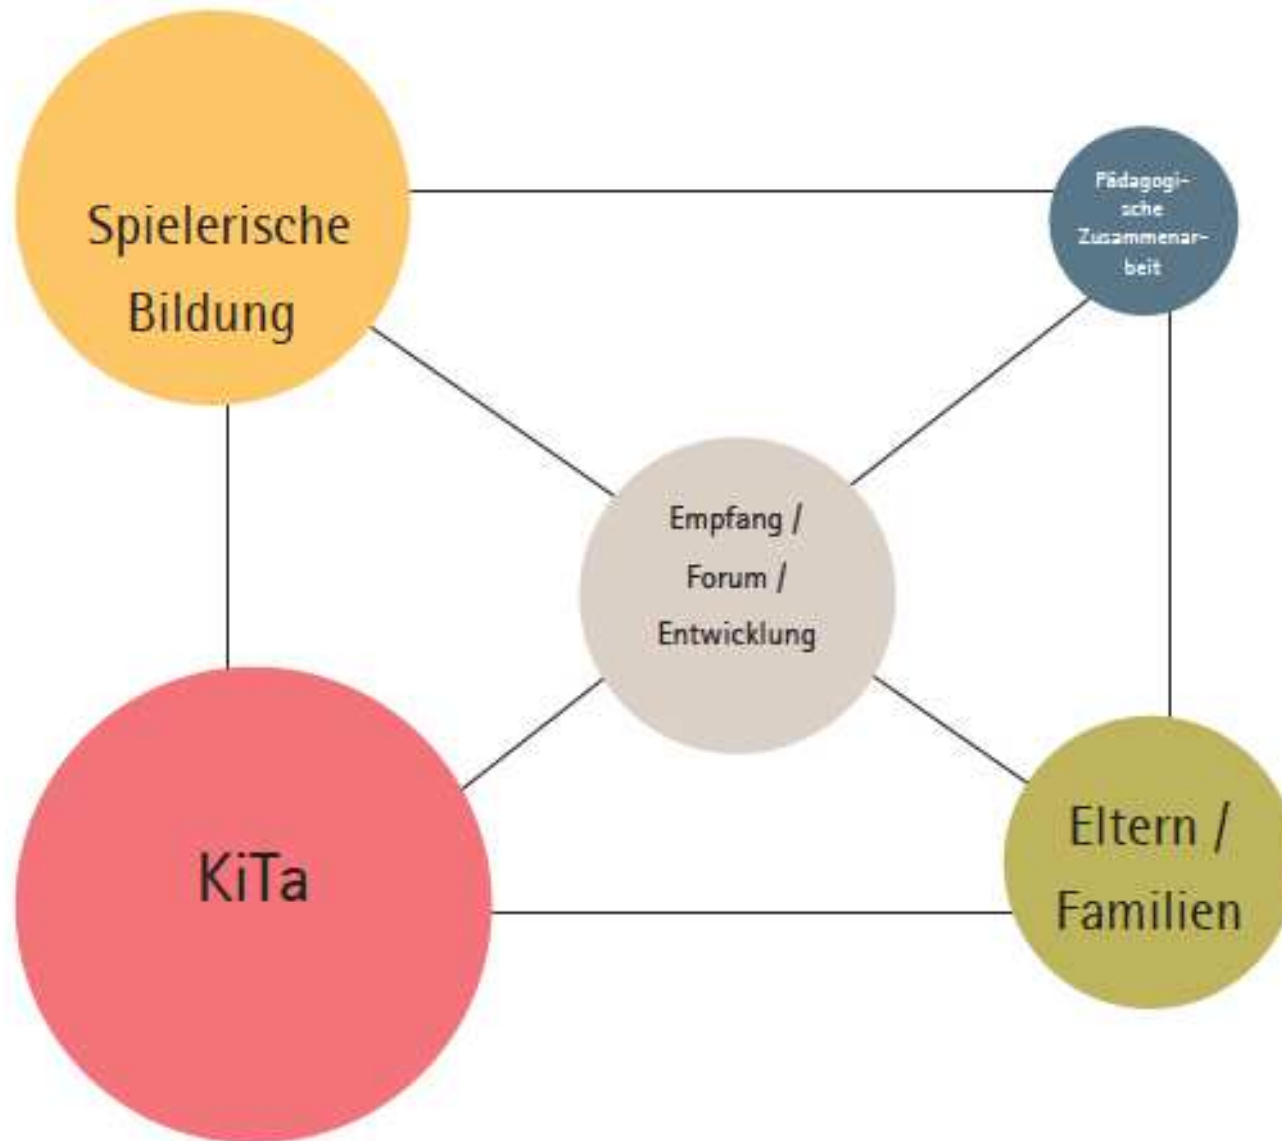 Spielerische
Bildung
Pädagogi-
sche
Zusammenar-
beit
Empfang /
Forum /
Entwicklung
KiTa
Eltern /
Familien